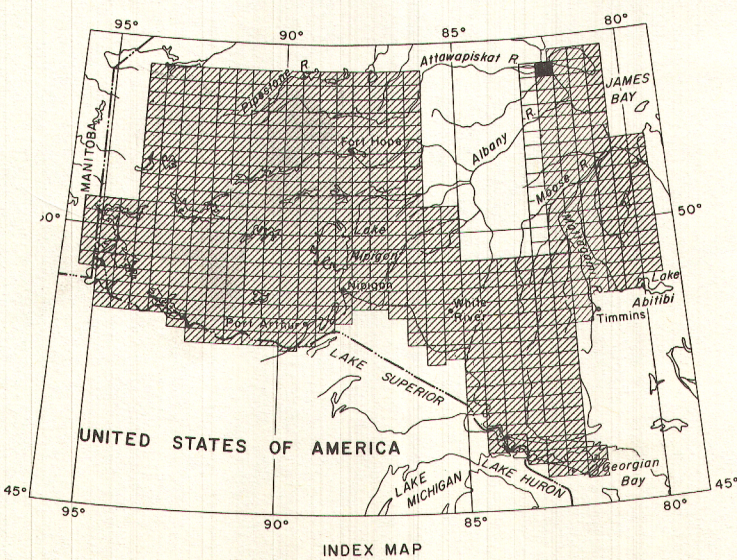 95°
90°
85°
80°
Attawapiskat R.
Pipestone R.
JAMES
BAY
MANITOBA
Fort Hope
Albany R.
Moose R.
50°
50°
Lake
Nipigon
Mattagami
Nipigon
White
River
Lake
Abitibi
Port Arthur
Timmins
LAKE SUPERIOR
UNITED STATES OF AMERICA
LAKE
MICHIGAN
LAKE HURON
Georgian
Bay
45°
45°
95°
90°
85°
80°
INDEX MAP